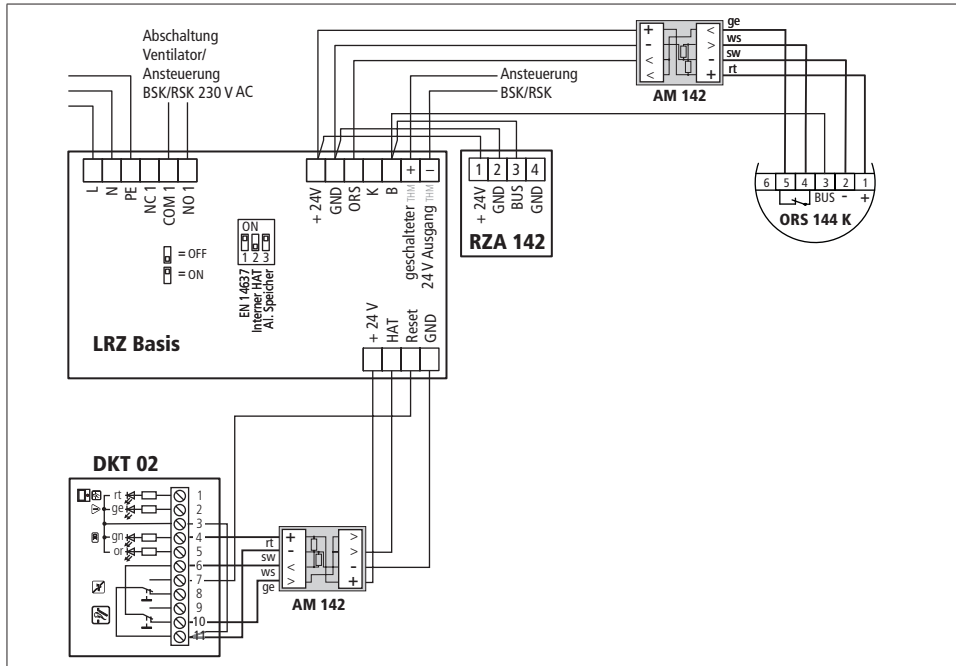 Abschaltung
Ventilator/
Ansteuerung
BSK/RSK 230 V AC
L
N
PE
NC 1
COM 1
NO 1
+ 24V
GND
ORS
K
B
+
–
geschalteter THM
24 V Ausgang THM
Ansteuerung
BSK/RSK
+
-
<
<
<
>
-
+
ge
ws
sw
rt
AM 142
1
2
3
4
+ 24V
GND
BUS
GND
RZA 142
6
5
4
3
2
1
BUS
-
+
ORS 144 K
ON
1 2 3
= OFF
= ON
EN 14637
Interner HAT
Al. Speicher
LRZ Basis
+ 24 V
HAT
Reset
GND
DKT 02
rt
ge
gn
or
1
2
3
4
5
6
7
8
9
10
11
rt
sw
ws
ge
+
-
<
>
>
>
-
+
AM 142